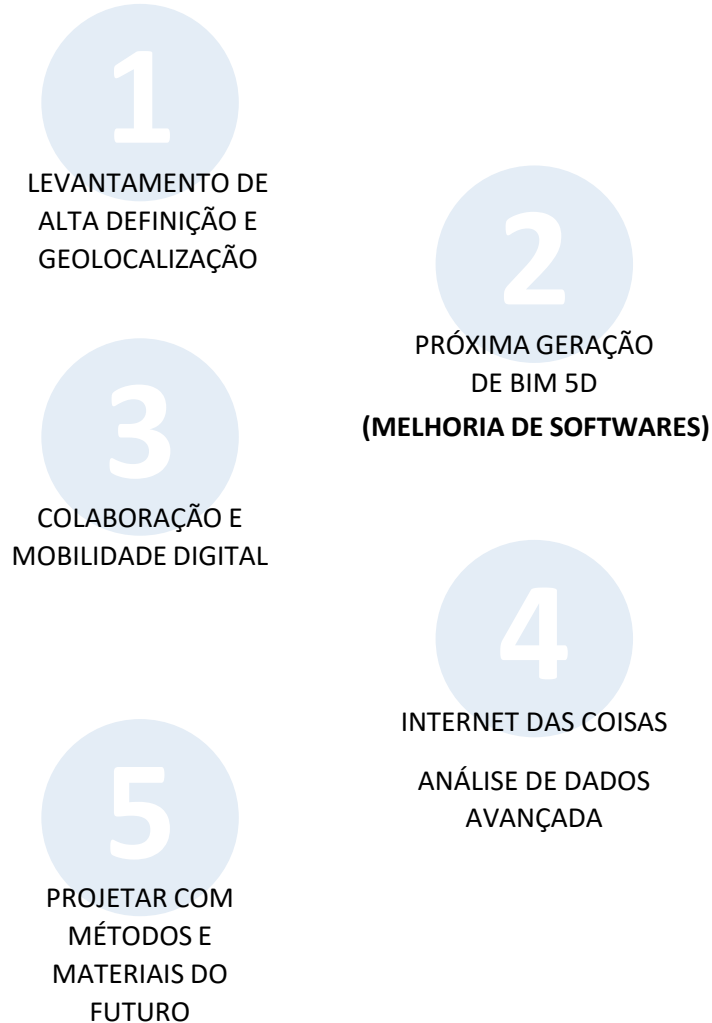 1
LEVANTAMENTO DE
ALTA DEFINIÇÃO E
GEOLOCALIZAÇÃO
2
PRÓXIMA GERAÇÃO
DE BIM 5D
(MELHORIA DE SOFTWARES)
3
COLABORAÇÃO E
MOBILIDADE DIGITAL
4
INTERNET DAS COISAS
ANÁLISE DE DADOS
AVANÇADA
5
PROJETAR COM
MÉTODOS E
MATERIAIS DO
FUTURO